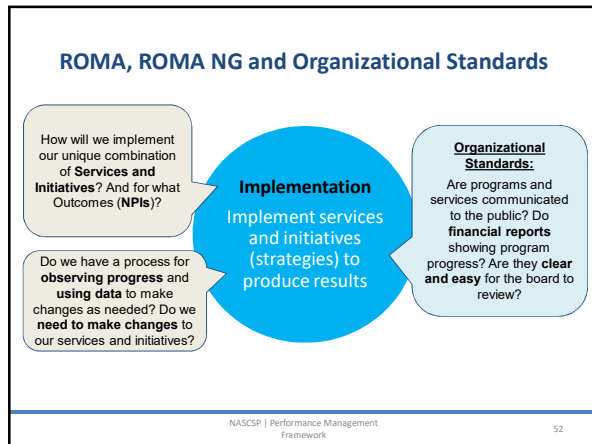 ROMA, ROMA NG and Organizational Standards
How will we implement
our unique combination
of Services and
Initiatives? And for what
Outcomes (NPIs)?
Do we have a process for
observing progress and
using data to make
changes as needed? Do we
need to make changes to
our services and initiatives?
Implementation
Implement services
and initiatives
(strategies) to
produce results
Organizational
Standards:
Are programs and
services communicated
to the public? Do
financial reports
showing program
progress? Are they clear
and easy for the board to
review?
NASCSP | Performance Management
Framework
52